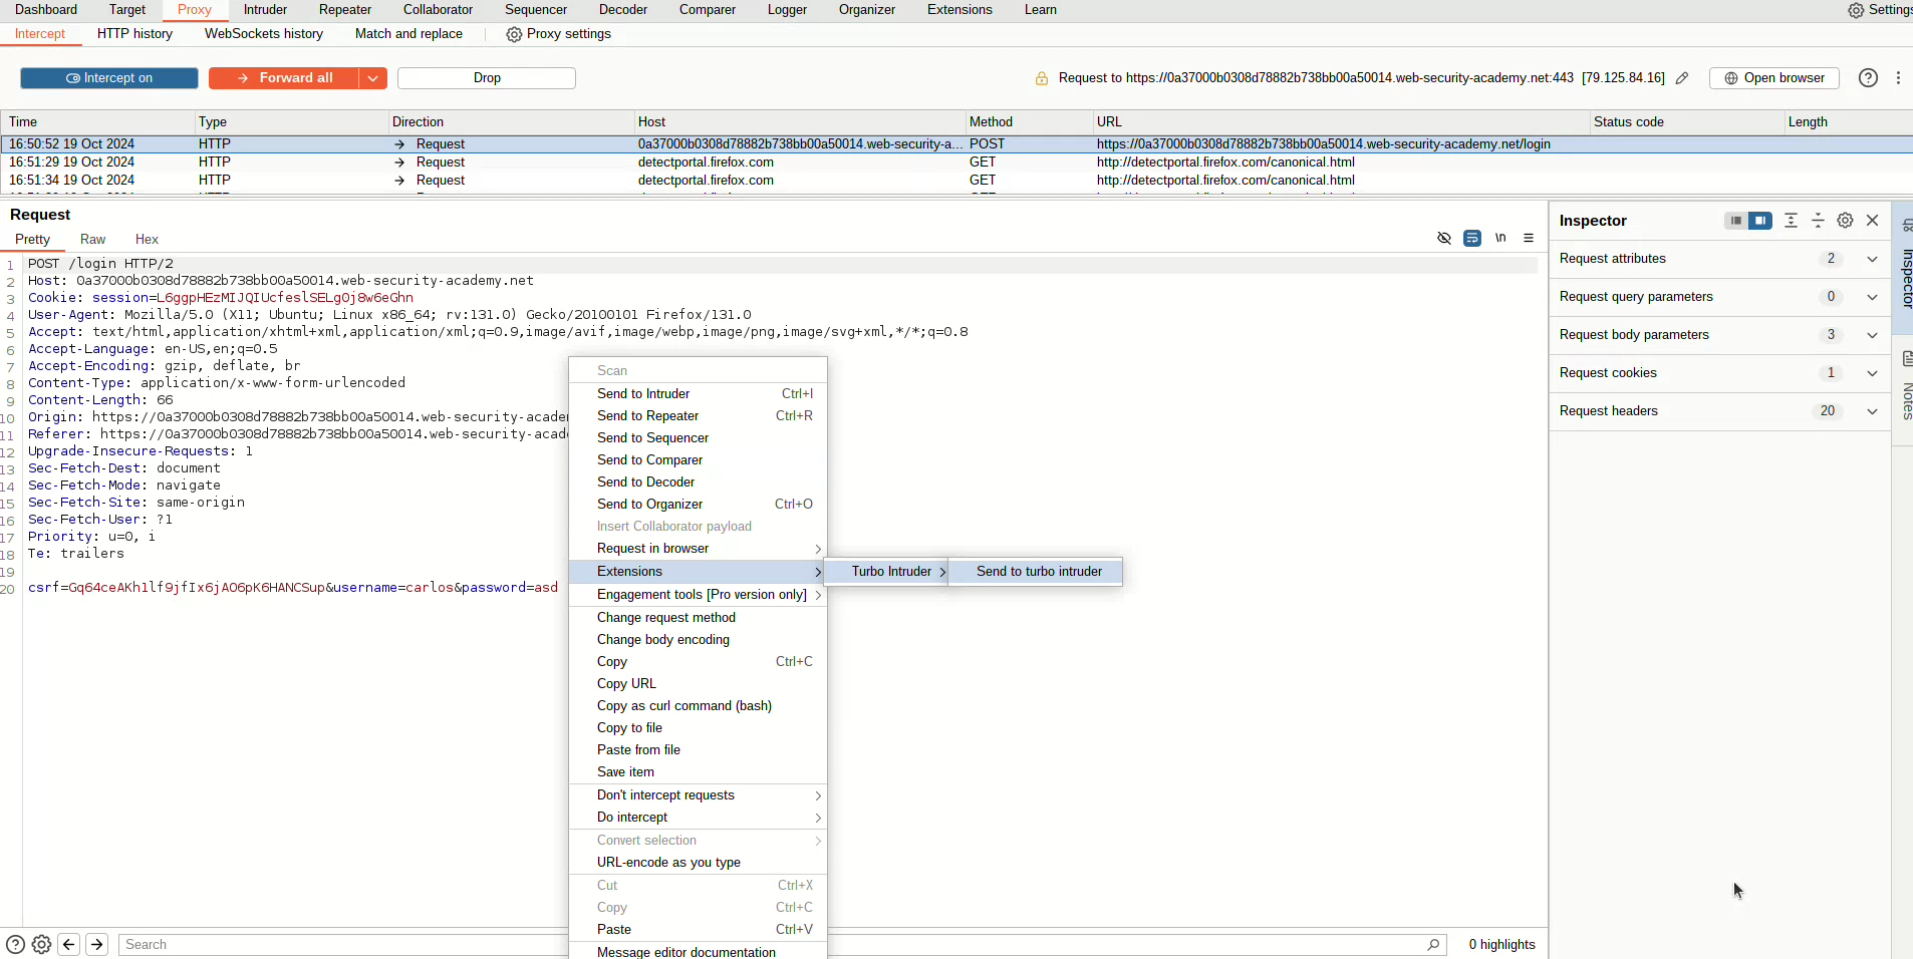 Dashboard Target Proxy Intruder Repeater Collaborator Sequencer Decoder Comparer Logger Organizer Extensions Learn Settings
Intercept HTTP history WebSockets history Match and replace Proxy settings
Intercept on Forward all Drop Request to https://0a37000b0308d78882b738bb00a50014.web-security-academy.net:443 [79.125.84.16] Open browser
Time Type Direction Host Method URL Status code Length
16:50:52 19 Oct 2024 HTTP → Request 0a37000b0308d78882b738bb00a50014.web-security-a... POST https://0a37000b0308d78882b738bb00a50014.web-security-academy.net/login
16:51:29 19 Oct 2024 HTTP → Request detectportal.firefox.com GET http://detectportal.firefox.com/canonical.html
16:51:34 19 Oct 2024 HTTP → Request detectportal.firefox.com GET http://detectportal.firefox.com/canonical.html
Request
Pretty Raw Hex \n
1 POST /login HTTP/2
2 Host: 0a37000b0308d78882b738bb00a50014.web-security-academy.net
3 Cookie: session=L6ggpHEzMIJQIUcfeslSELg0j8w6eGhn
4 User-Agent: Mozilla/5.0 (X11; Ubuntu; Linux x86_64; rv:131.0) Gecko/20100101 Firefox/131.0
5 Accept: text/html,application/xhtml+xml,application/xml;q=0.9,image/avif,image/webp,image/png,image/svg+xml,*/*;q=0.8
6 Accept-Language: en-US,en;q=0.5
7 Accept-Encoding: gzip, deflate, br
8 Content-Type: application/x-www-form-urlencoded
9 Content-Length: 66
10 Origin: https://0a37000b0308d78882b738bb00a50014.web-security-acade
11 Referer: https://0a37000b0308d78882b738bb00a50014.web-security-acad
12 Upgrade-Insecure-Requests: 1
13 Sec-Fetch-Dest: document
14 Sec-Fetch-Mode: navigate
15 Sec-Fetch-Site: same-origin
16 Sec-Fetch-User: ?1
17 Priority: u=0, i
18 Te: trailers
19
20 csrf=Gq64ceAKh1lf9jfIx6jAO6pK6HANCSup&username=carlos&password=asd
Scan
Send to Intruder Ctrl+I
Send to Repeater Ctrl+R
Send to Sequencer
Send to Comparer
Send to Decoder
Send to Organizer Ctrl+O
Insert Collaborator payload
Request in browser
Extensions Turbo Intruder Send to turbo intruder
Engagement tools [Pro version only]
Change request method
Change body encoding
Copy Ctrl+C
Copy URL
Copy as curl command (bash)
Copy to file
Paste from file
Save item
Don't intercept requests
Do intercept
Convert selection
URL-encode as you type
Cut Ctrl+X
Copy Ctrl+C
Paste Ctrl+V
Message editor documentation
Inspector
Request attributes 2
Request query parameters 0
Request body parameters 3
Request cookies 1
Request headers 20
Inspector
Notes
Search 0 highlights